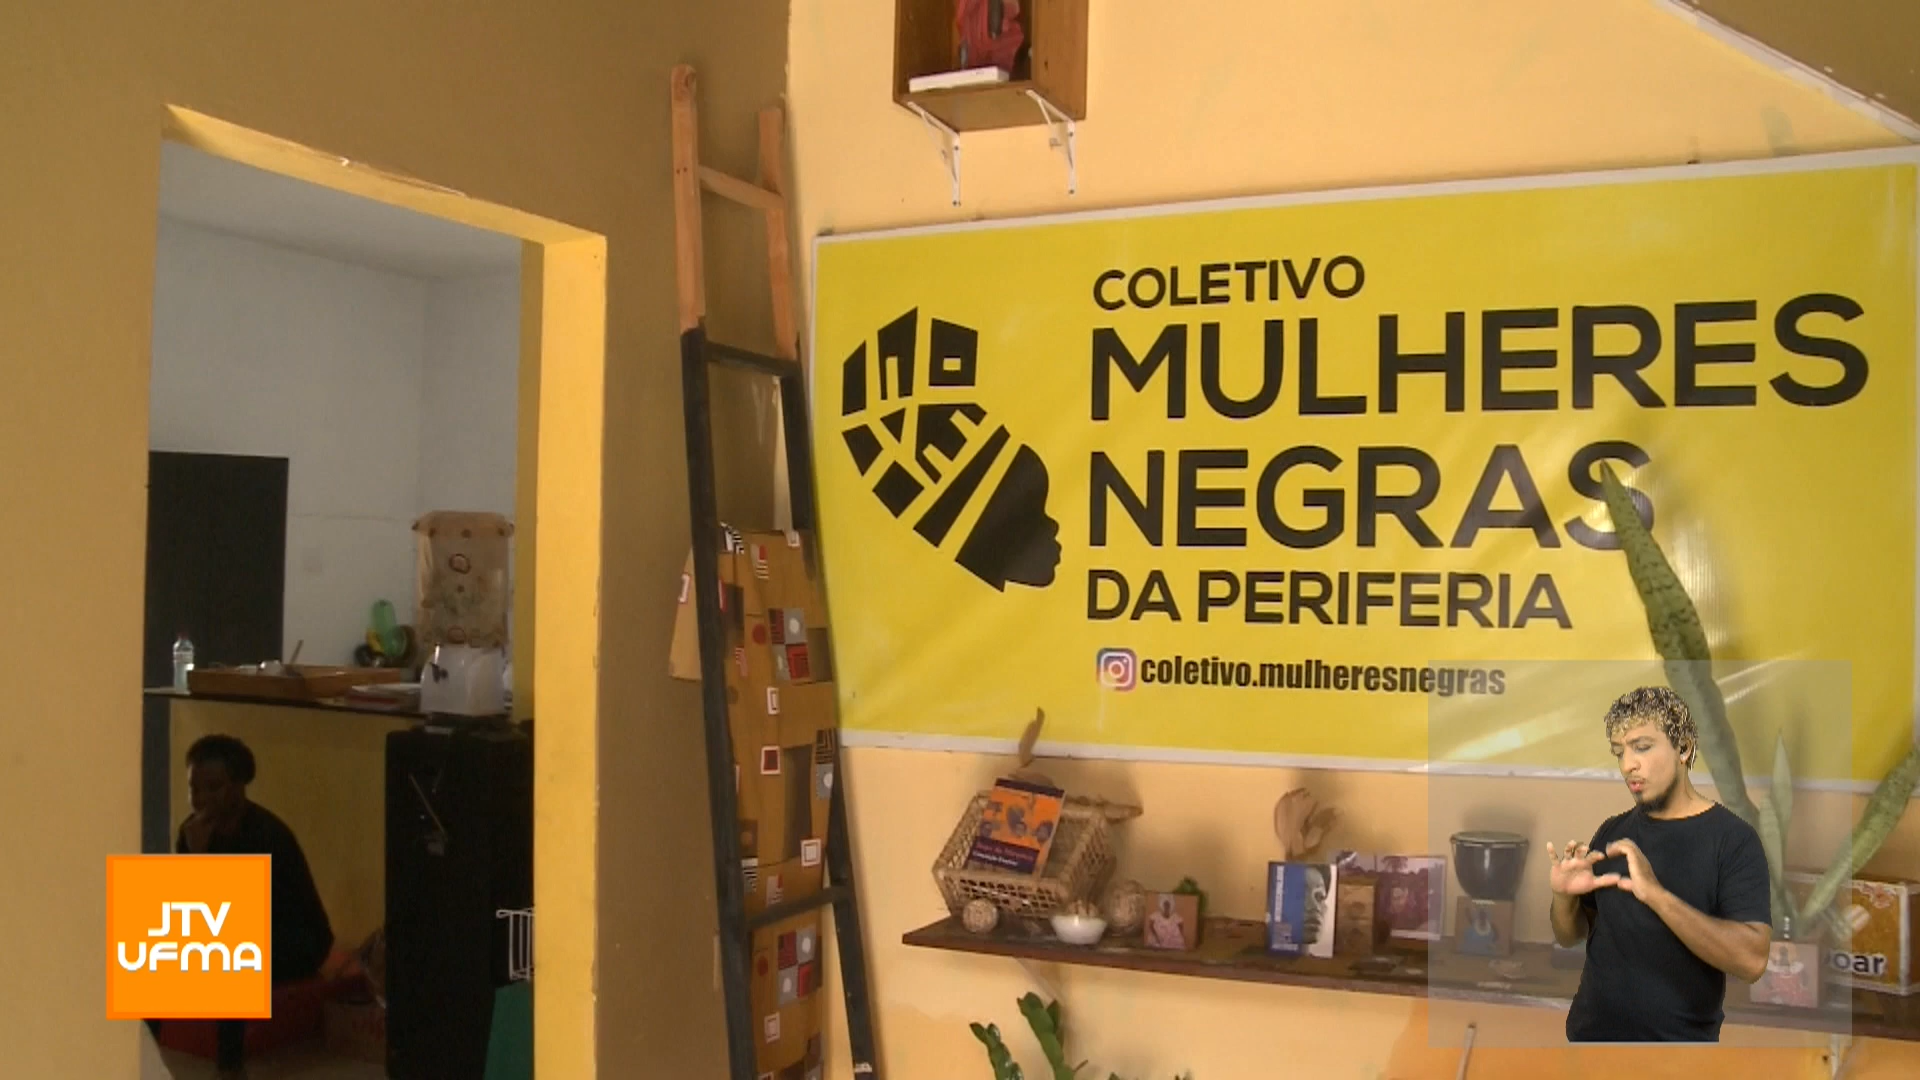 COLETIVO
MULHERES
NEGRAS
DA PERIFERIA
coletivo.mulheresnegras
JTV
UFMA